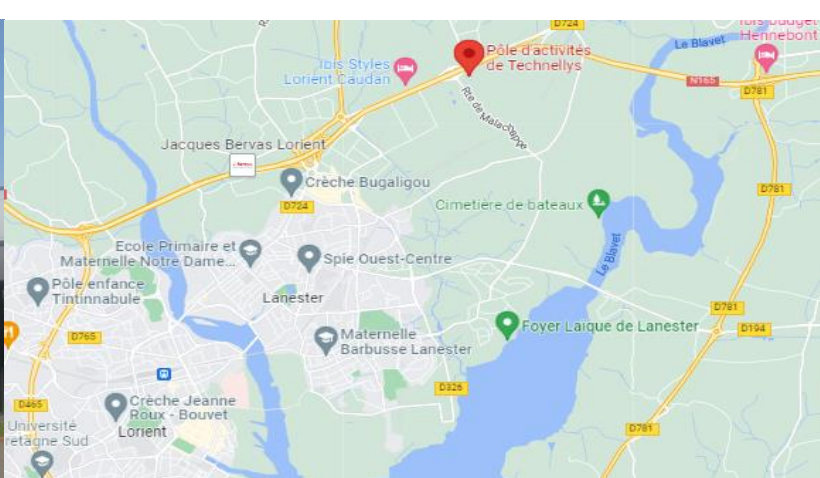 D724
ibis budget
Hennebont
Le Blavet
Pôle d'activités
de Technellys
Ibis Styles
Lorient Caudan
N165
D781
Rte de Malachappe
Jacques Bervas Lorient
Crèche Bugaligou
D781
Cimetière de bateaux
D724
Ecole Primaire et
Maternelle Notre Dame...
Spie Ouest-Centre
Le Blavet
Pôle enfance
Tintinnabule
Lanester
D781
Foyer Laïque de Lanester
D194
D765
Maternelle
Barbusse Lanester
D326
Crèche Jeanne
Roux - Bouvet
D465
Université
retagne Sud
Lorient
D781